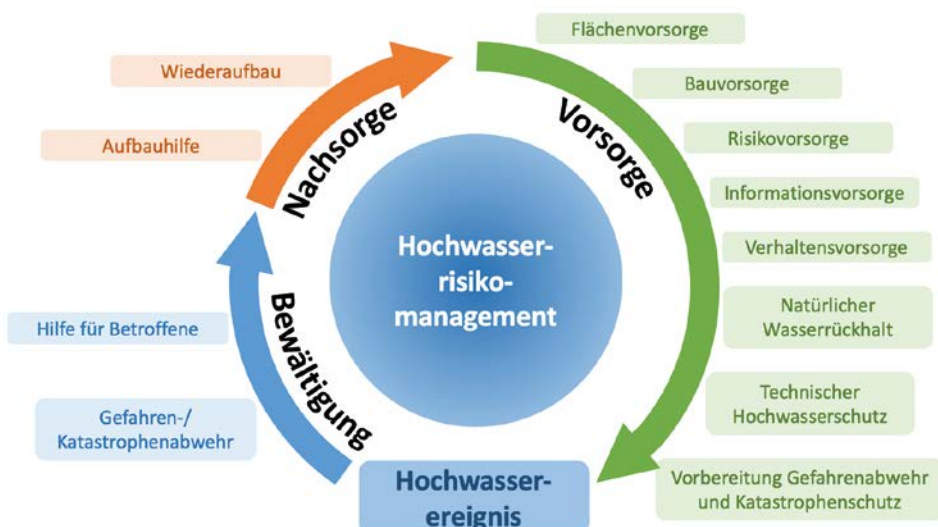 Flächenvorsorge
Bauvorsorge
Risikovorsorge
Informationsvorsorge
Verhaltensvorsorge
Natürlicher
Wasserrückhalt
Technischer
Hochwasserschutz
Vorbereitung Gefahrenabwehr
und Katastrophenschutz
Vorsorge
Hochwasser-
risiko-
management
Hochwasser-
ereignis
Bewältigung
Gefahren-/
Katastrophenabwehr
Hilfe für Betroffene
Nachsorge
Aufbauhilfe
Wiederaufbau